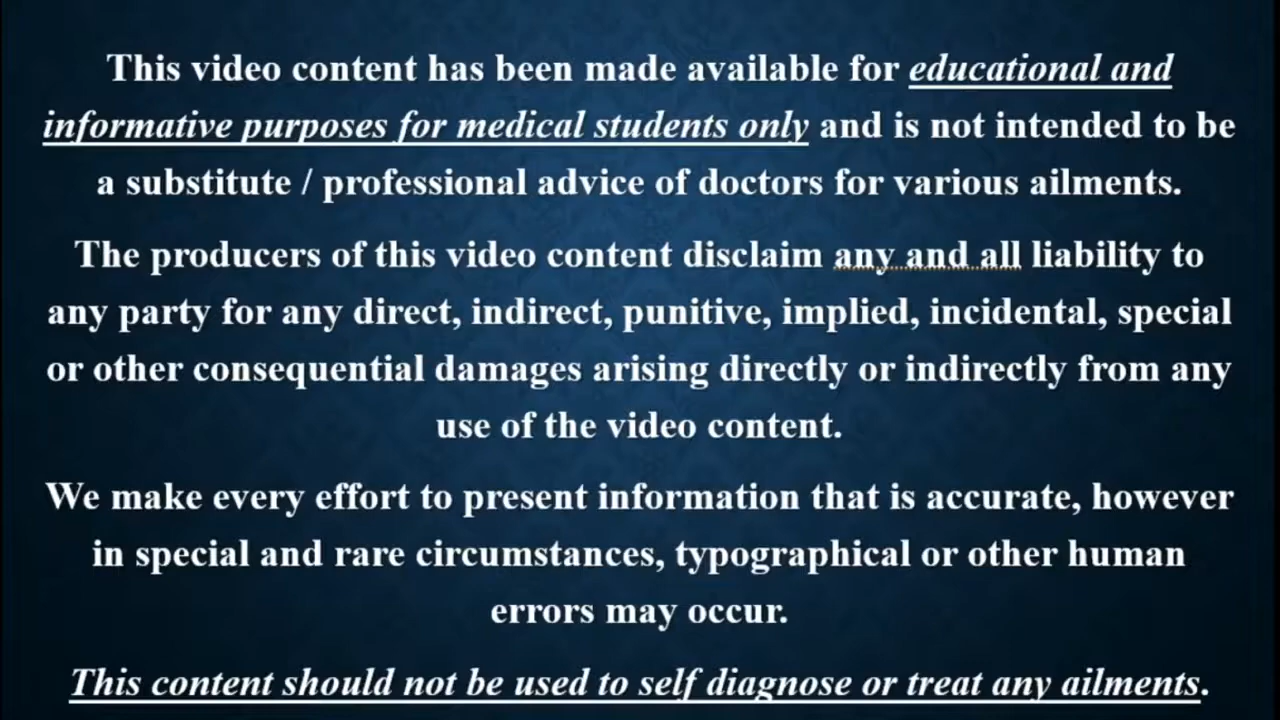 This video content has been made available for educational and
informative purposes for medical students only and is not intended to be
a substitute / professional advice of doctors for various ailments.
The producers of this video content disclaim any and all liability to
any party for any direct, indirect, punitive, implied, incidental, special
or other consequential damages arising directly or indirectly from any
use of the video content.
We make every effort to present information that is accurate, however
in special and rare circumstances, typographical or other human
errors may occur.
This content should not be used to self diagnose or treat any ailments.